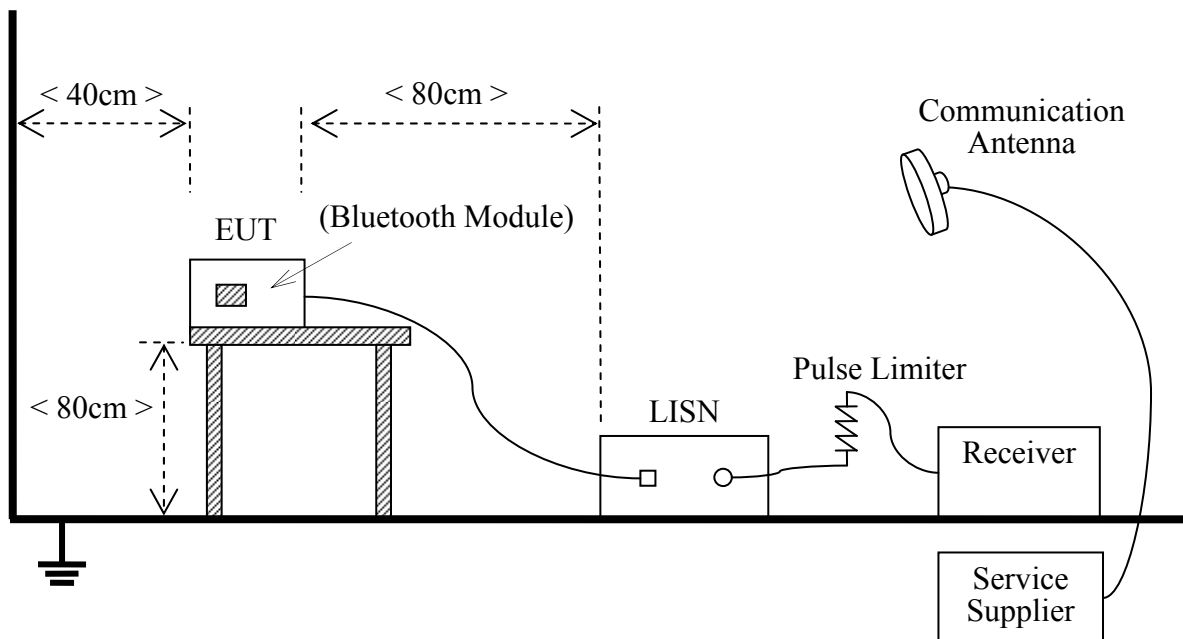 < 40cm >
< 80cm >
Communication
Antenna
EUT
(Bluetooth Module)
< 80cm >
LISN
Pulse Limiter
Receiver
Service
Supplier